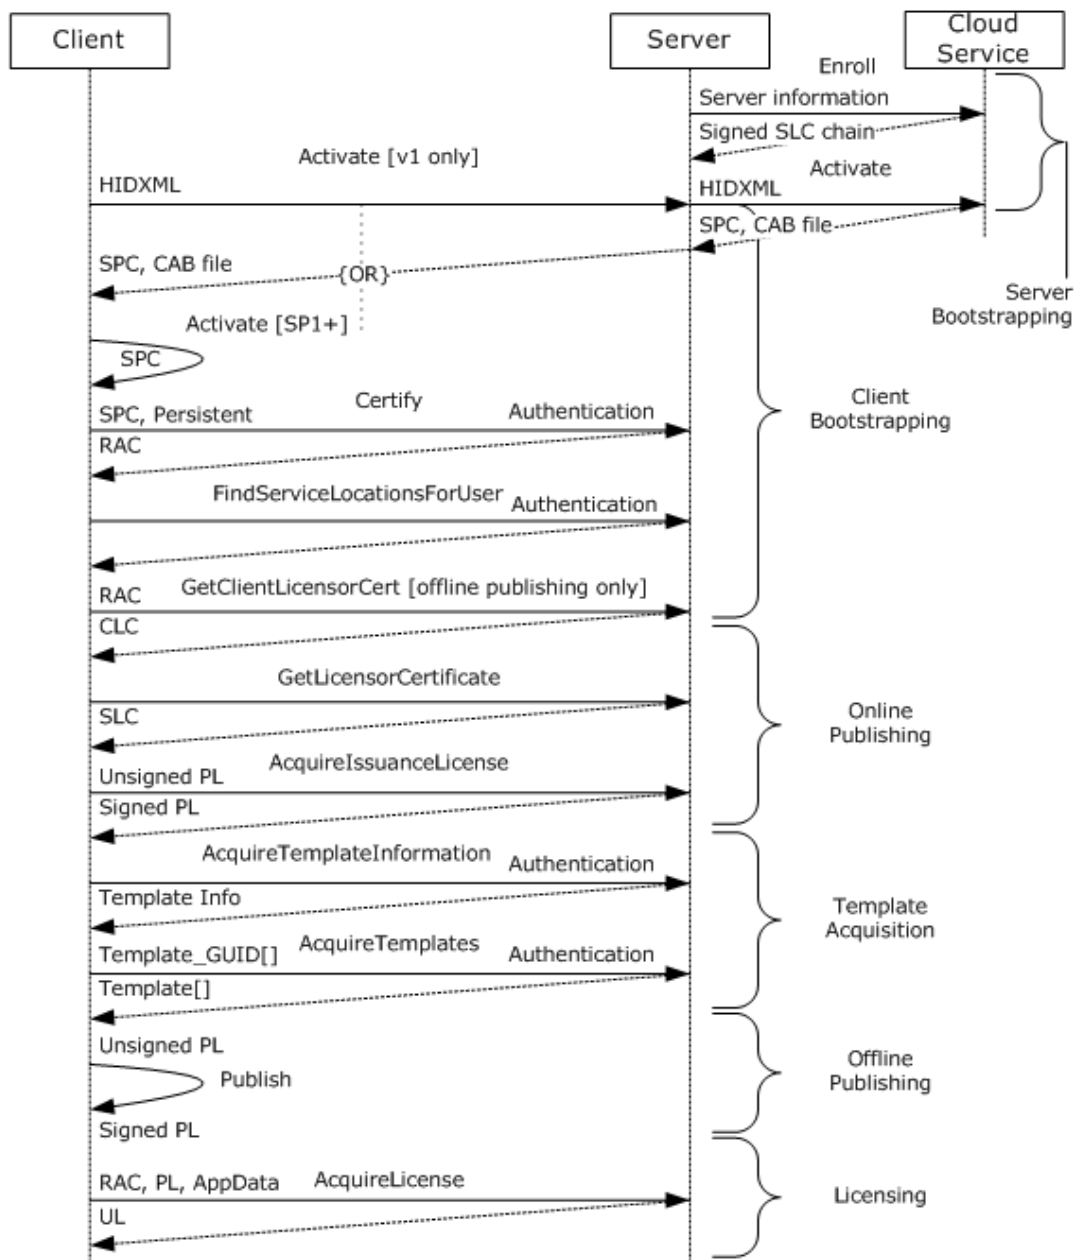 Client
Server
Cloud
Service
Enroll
Server information
Signed SLC chain
Activate [v1 only]
Activate
HIDXML
HIDXML
SPC, CAB file
SPC, CAB file
{OR}
Server
Bootstrapping
Activate [SP1+]
SPC
Client
Bootstrapping
Certify
SPC, Persistent
Authentication
RAC
FindServiceLocationsForUser
Authentication
GetClientLicensorCert [offline publishing only]
RAC
CLC
GetLicensorCertificate
SLC
Online
Publishing
AcquireIssuanceLicense
Unsigned PL
Signed PL
AcquireTemplateInformation
Authentication
Template Info
Template
Acquisition
AcquireTemplates
Template_GUID[]
Authentication
Template[]
Unsigned PL
Publish
Offline
Publishing
Signed PL
RAC, PL, AppData
AcquireLicense
Licensing
UL